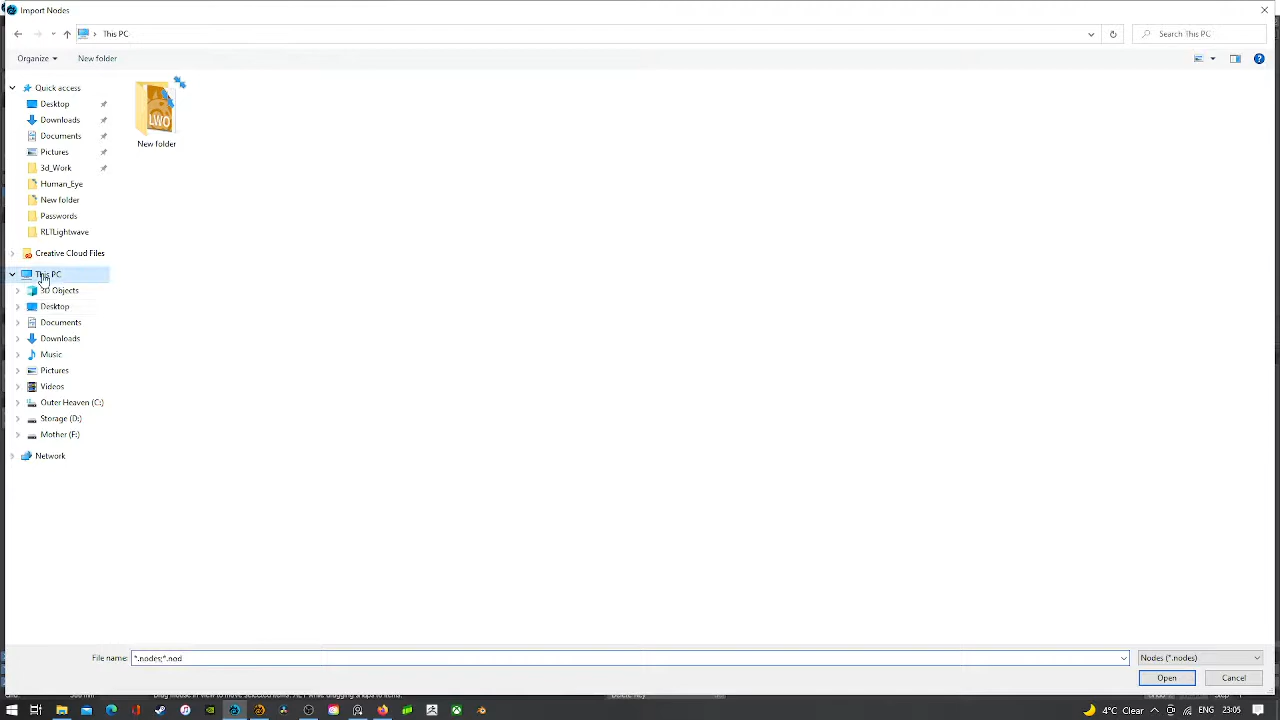 Import Nodes
This PC
Search This PC
Organize
New folder
Quick access
Desktop
Downloads
Documents
Pictures
3d_Work
Human_Eye
New folder
Passwords
RLTLightwave
Creative Cloud Files
This PC
3D Objects
Desktop
Documents
Downloads
Music
Pictures
Videos
Outer Heaven (C:)
Storage (D:)
Mother (F:)
Network
LWO
New folder
File name:
*.nodes;*.nod
Nodes (*.nodes)
Open
Cancel
4°C Clear
ENG
23:05